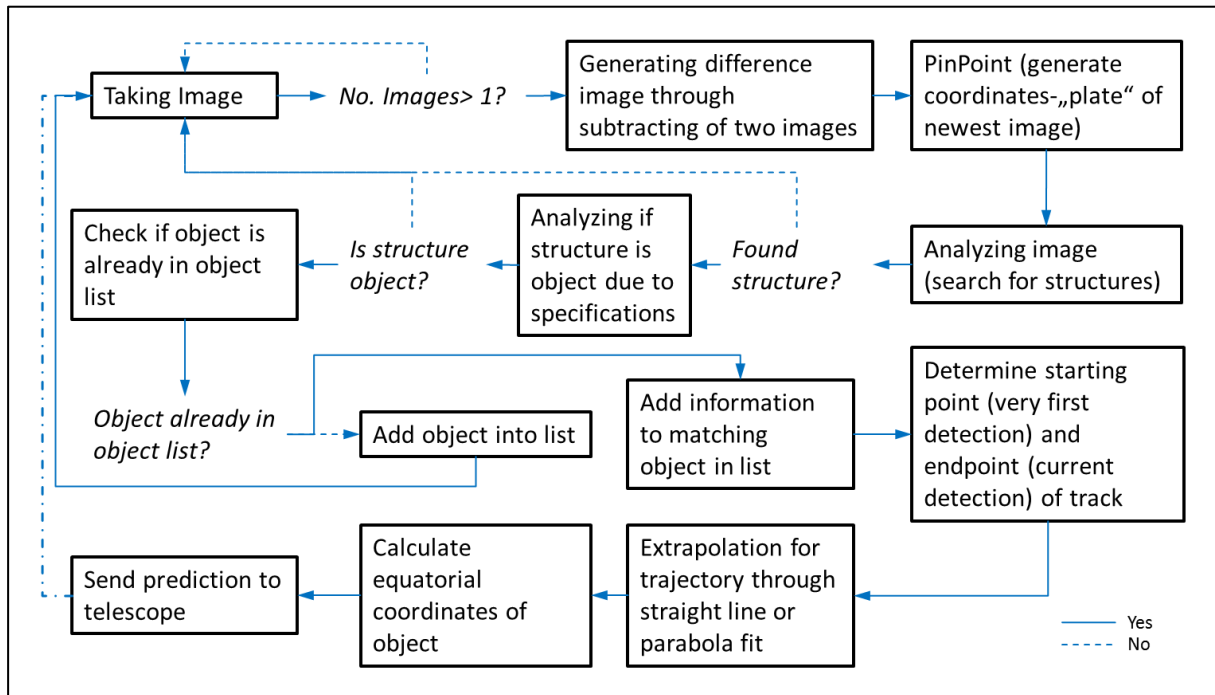 Taking Image
No. Images> 1?
Generating difference
image through
subtracting of two images
PinPoint (generate
coordinates-„plate“ of
newest image)
Analyzing image
(search for structures)
Found
structure?
Analyzing if
structure is
object due to
specifications
Is structure
object?
Check if object is
already in object
list
Object already in
object list?
Add object into list
Add information
to matching
object in list
Determine starting
point (very first
detection) and
endpoint (current
detection) of track
Extrapolation for
trajectory through
straight line or
parabola fit
Calculate
equatorial
coordinates of
object
Send prediction to
telescope
Yes
No